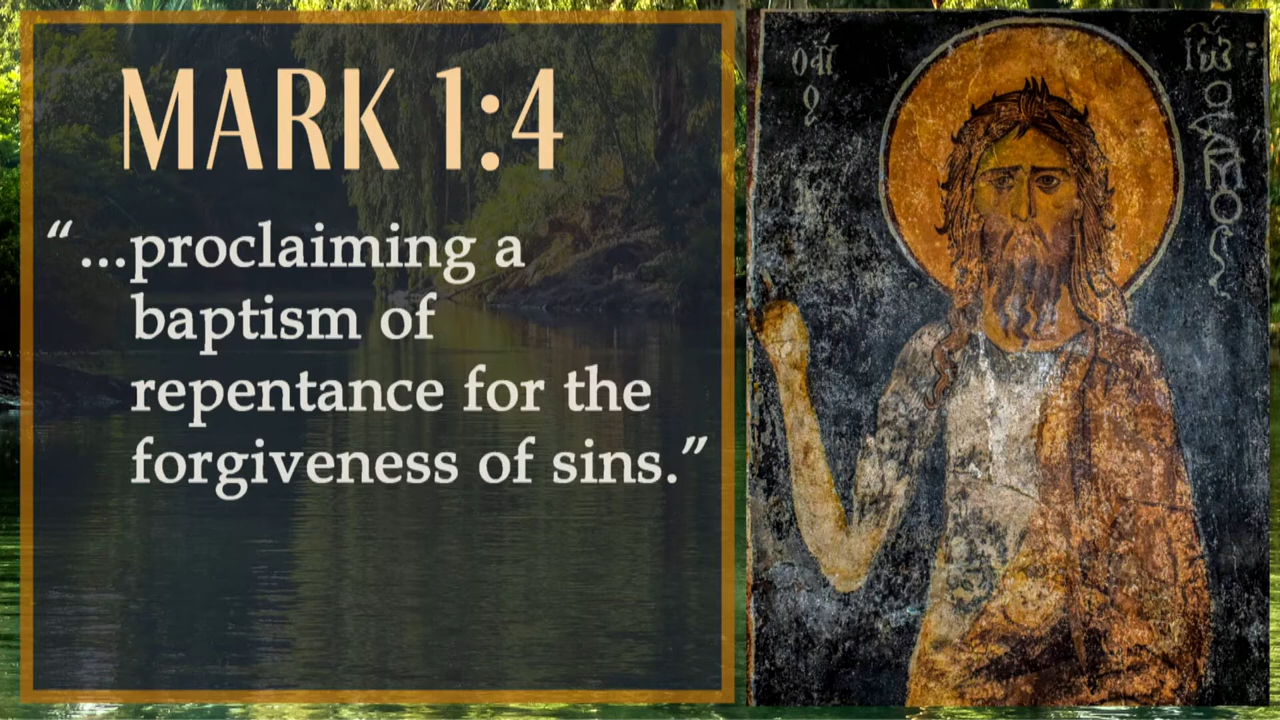 MARK 1:4
“...proclaiming a
baptism of
repentance for the
forgiveness of sins.”